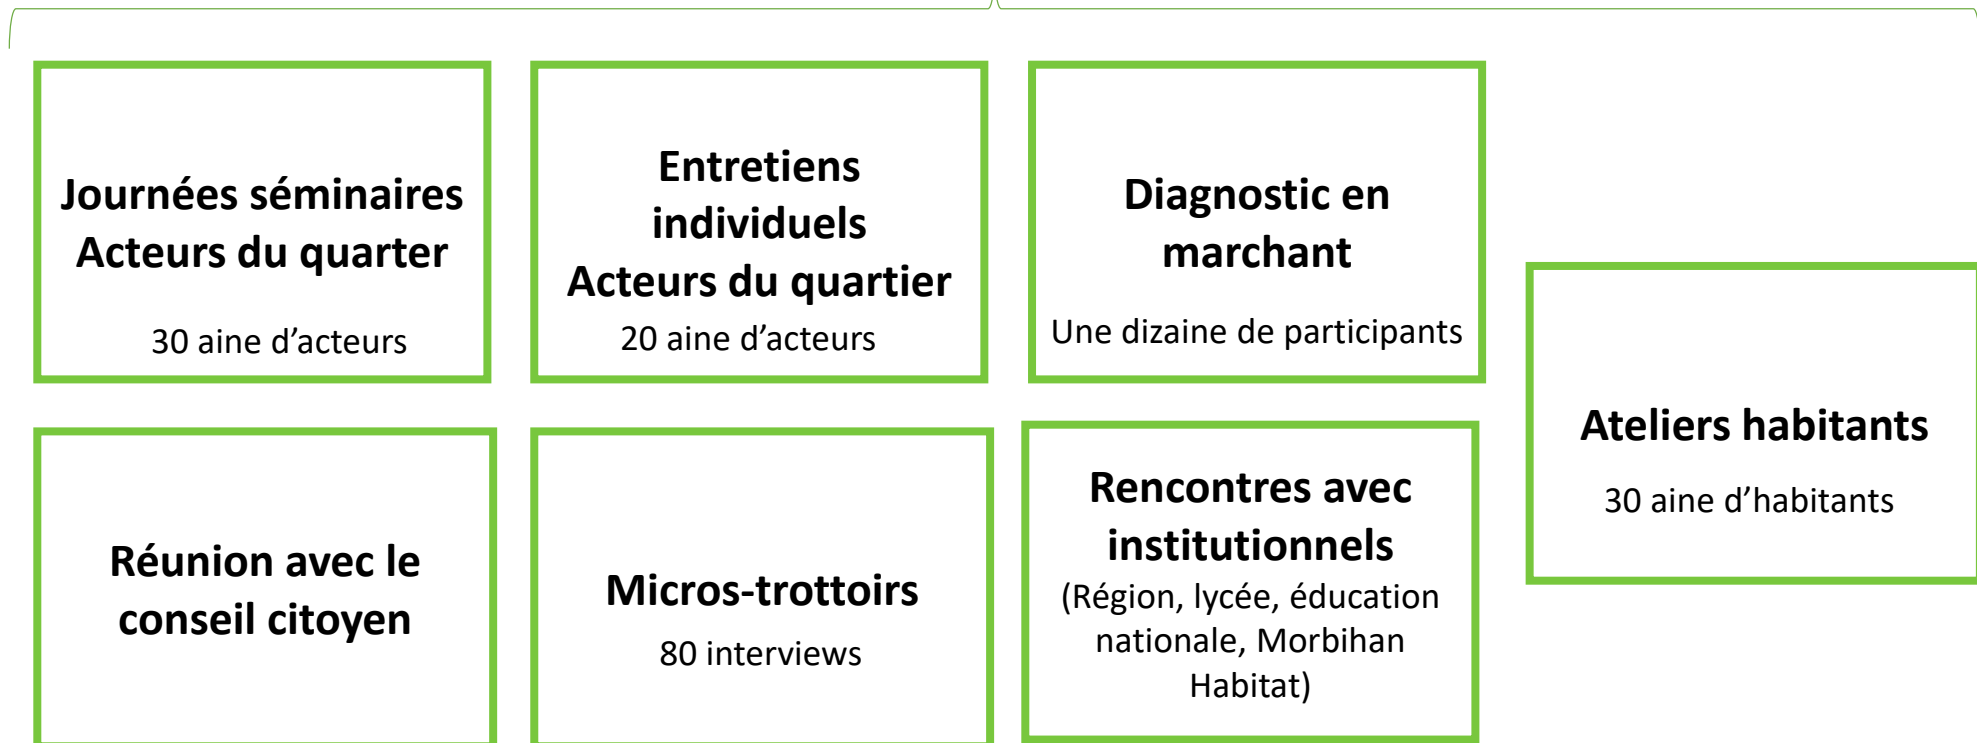 Journées séminaires
Acteurs du quarter
30 aine d'acteurs
Entretiens
individuels
Acteurs du quartier
20 aine d'acteurs
Diagnostic en
marchant
Une dizaine de participants
Réunion avec le
conseil citoyen
Micros-trottoirs
80 interviews
Rencontres avec
institutionnels
(Région, lycée, éducation
nationale, Morbihan
Habitat)
Ateliers habitants
30 aine d'habitants